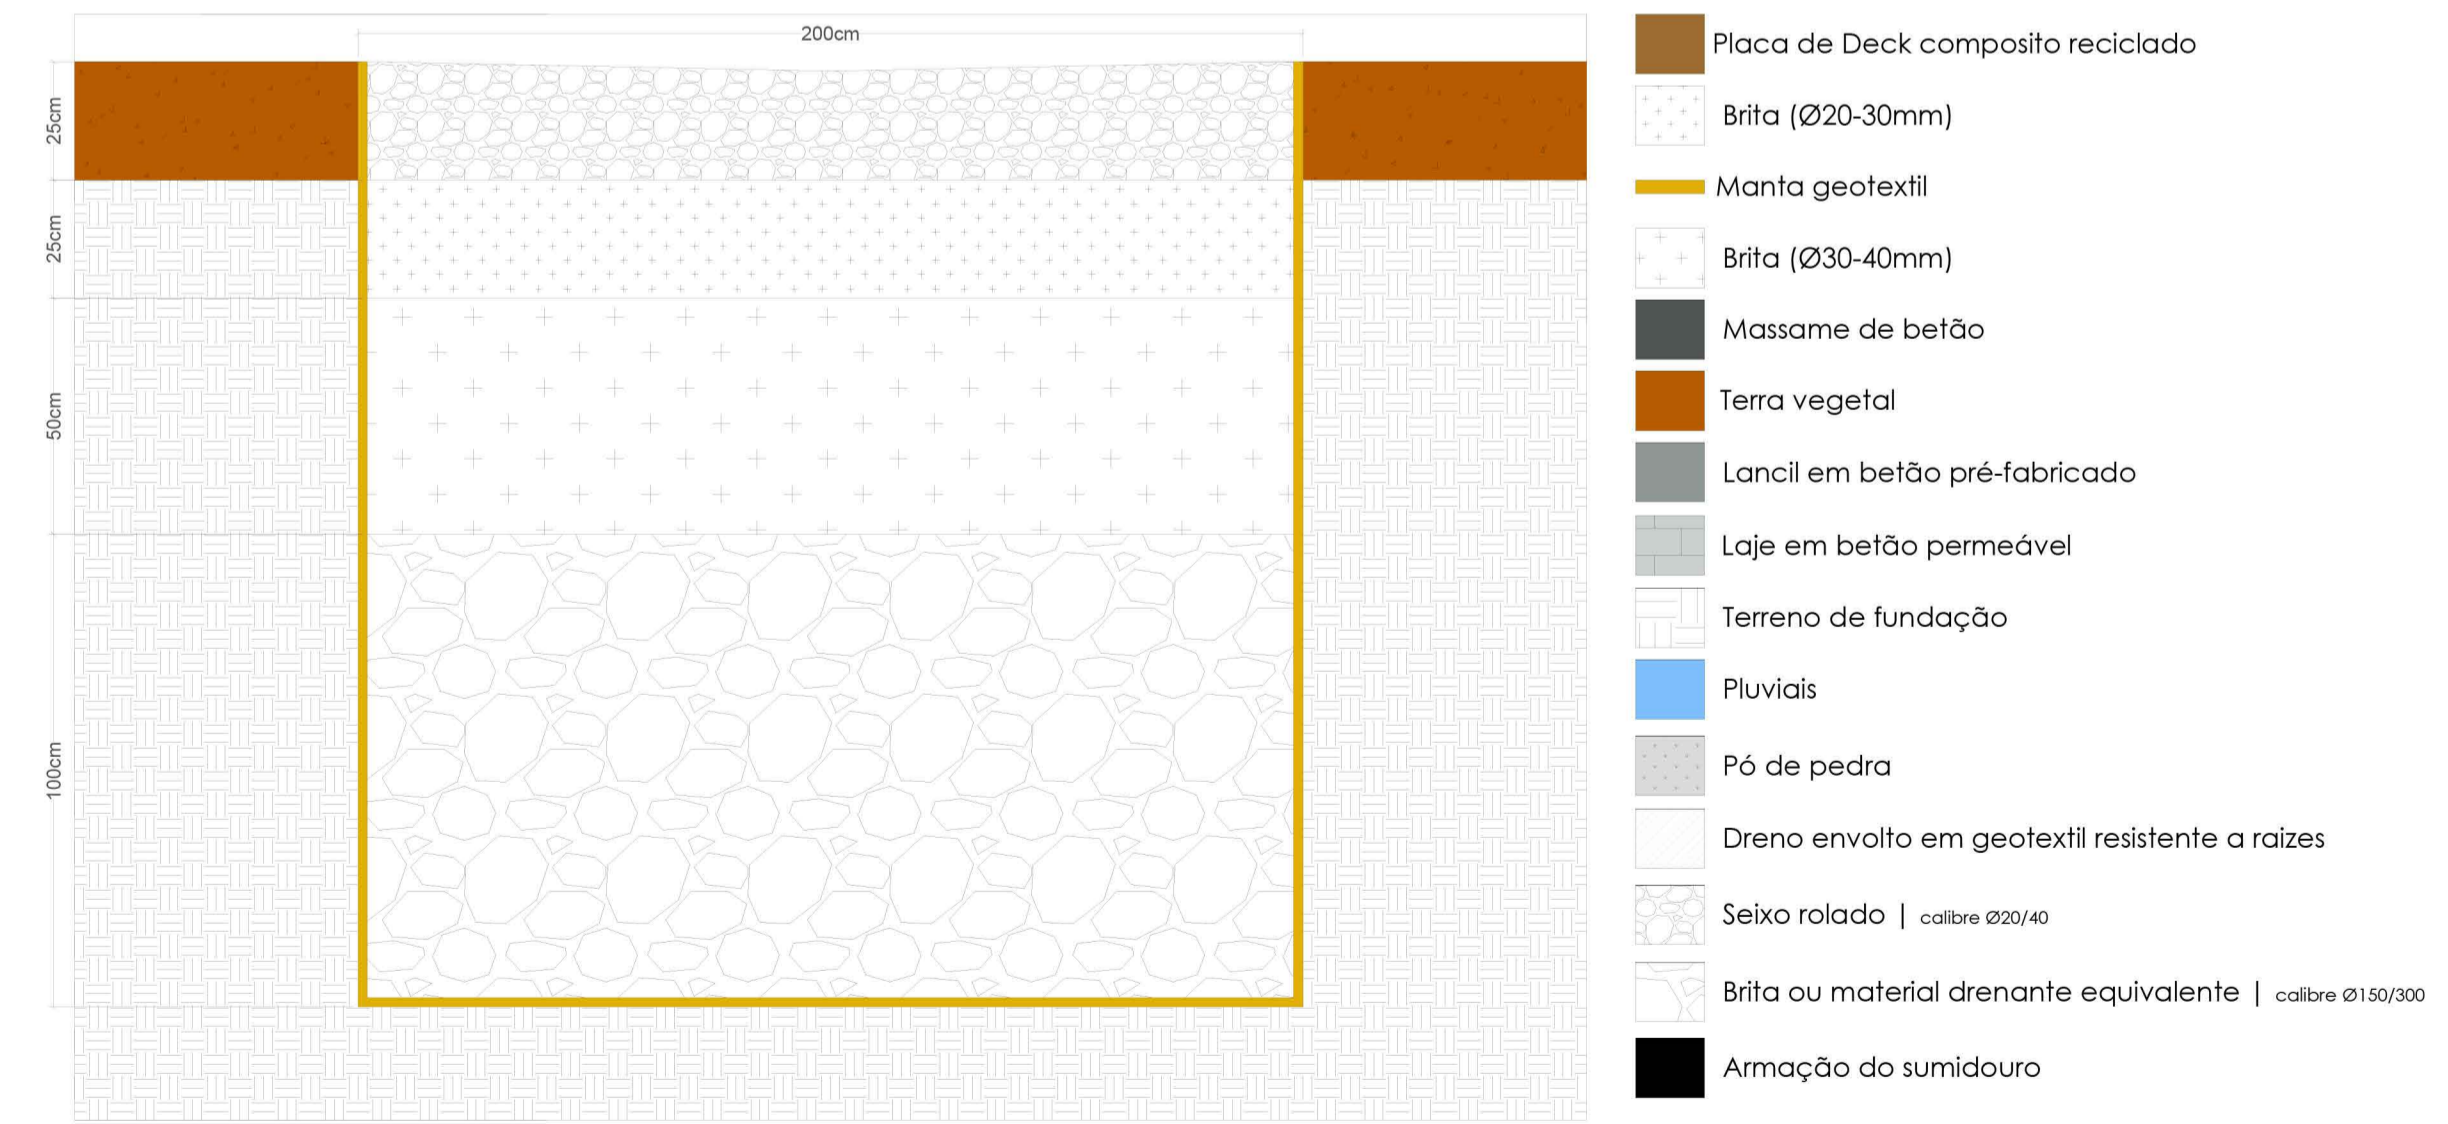 200cm
25cm
25cm
50cm
100cm
Placa de Deck composito reciclado
Brita (Ø20-30mm)
Manta geotextil
Brita (Ø30-40mm)
Massame de betão
Terra vegetal
Lancil em betão pré-fabricado
Laje em betão permeável
Terreno de fundação
Pluviais
Pó de pedra
Dreno envolto em geotextil resistente a raizes
Seixo rolado | calibre Ø20/40
Brita ou material drenante equivalente | calibre Ø150/300
Armação do sumidouro